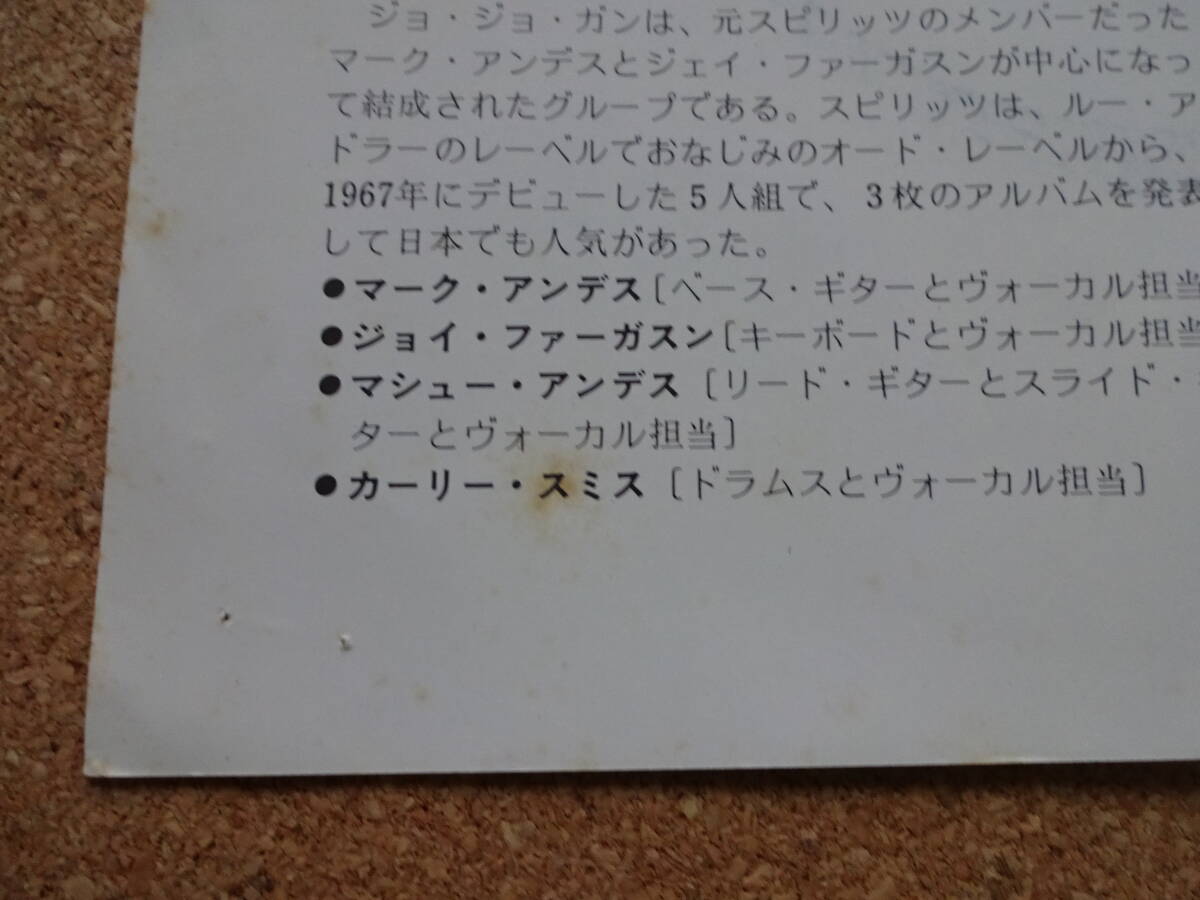 ジョ・ジョ・ガンは、元スピリッツのメンバーだった
マーク・アンデスとジェイ・ファーガスンが中心になっ
て結成されたグループである。スピリッツは、ルー・ア
ドラーのレーベルでおなじみのオード・レーベルから、
1967年にデビューした5人組で、3枚のアルバムを発表
して日本でも人気があった。
●マーク・アンデス〔ベース・ギターとヴォーカル担当
●ジョイ・ファーガスン〔キーボードとヴォーカル担当
●マシュー・アンデス〔リード・ギターとスライド・
ターとヴォーカル担当〕
●カーリー・スミス〔ドラムスとヴォーカル担当〕